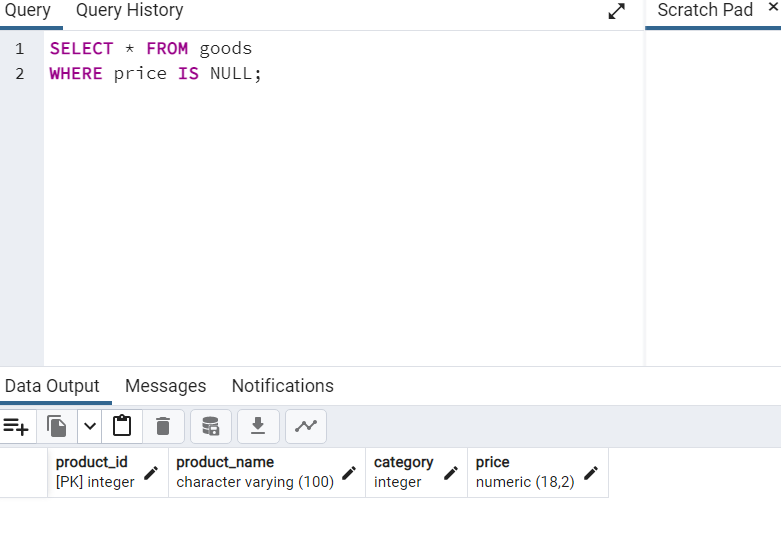 Query Query History Scratch Pad ×
1 SELECT * FROM goods
2 WHERE price IS NULL;
Data Output Messages Notifications
product_id product_name category price
[PK] integer character varying (100) integer numeric (18,2)